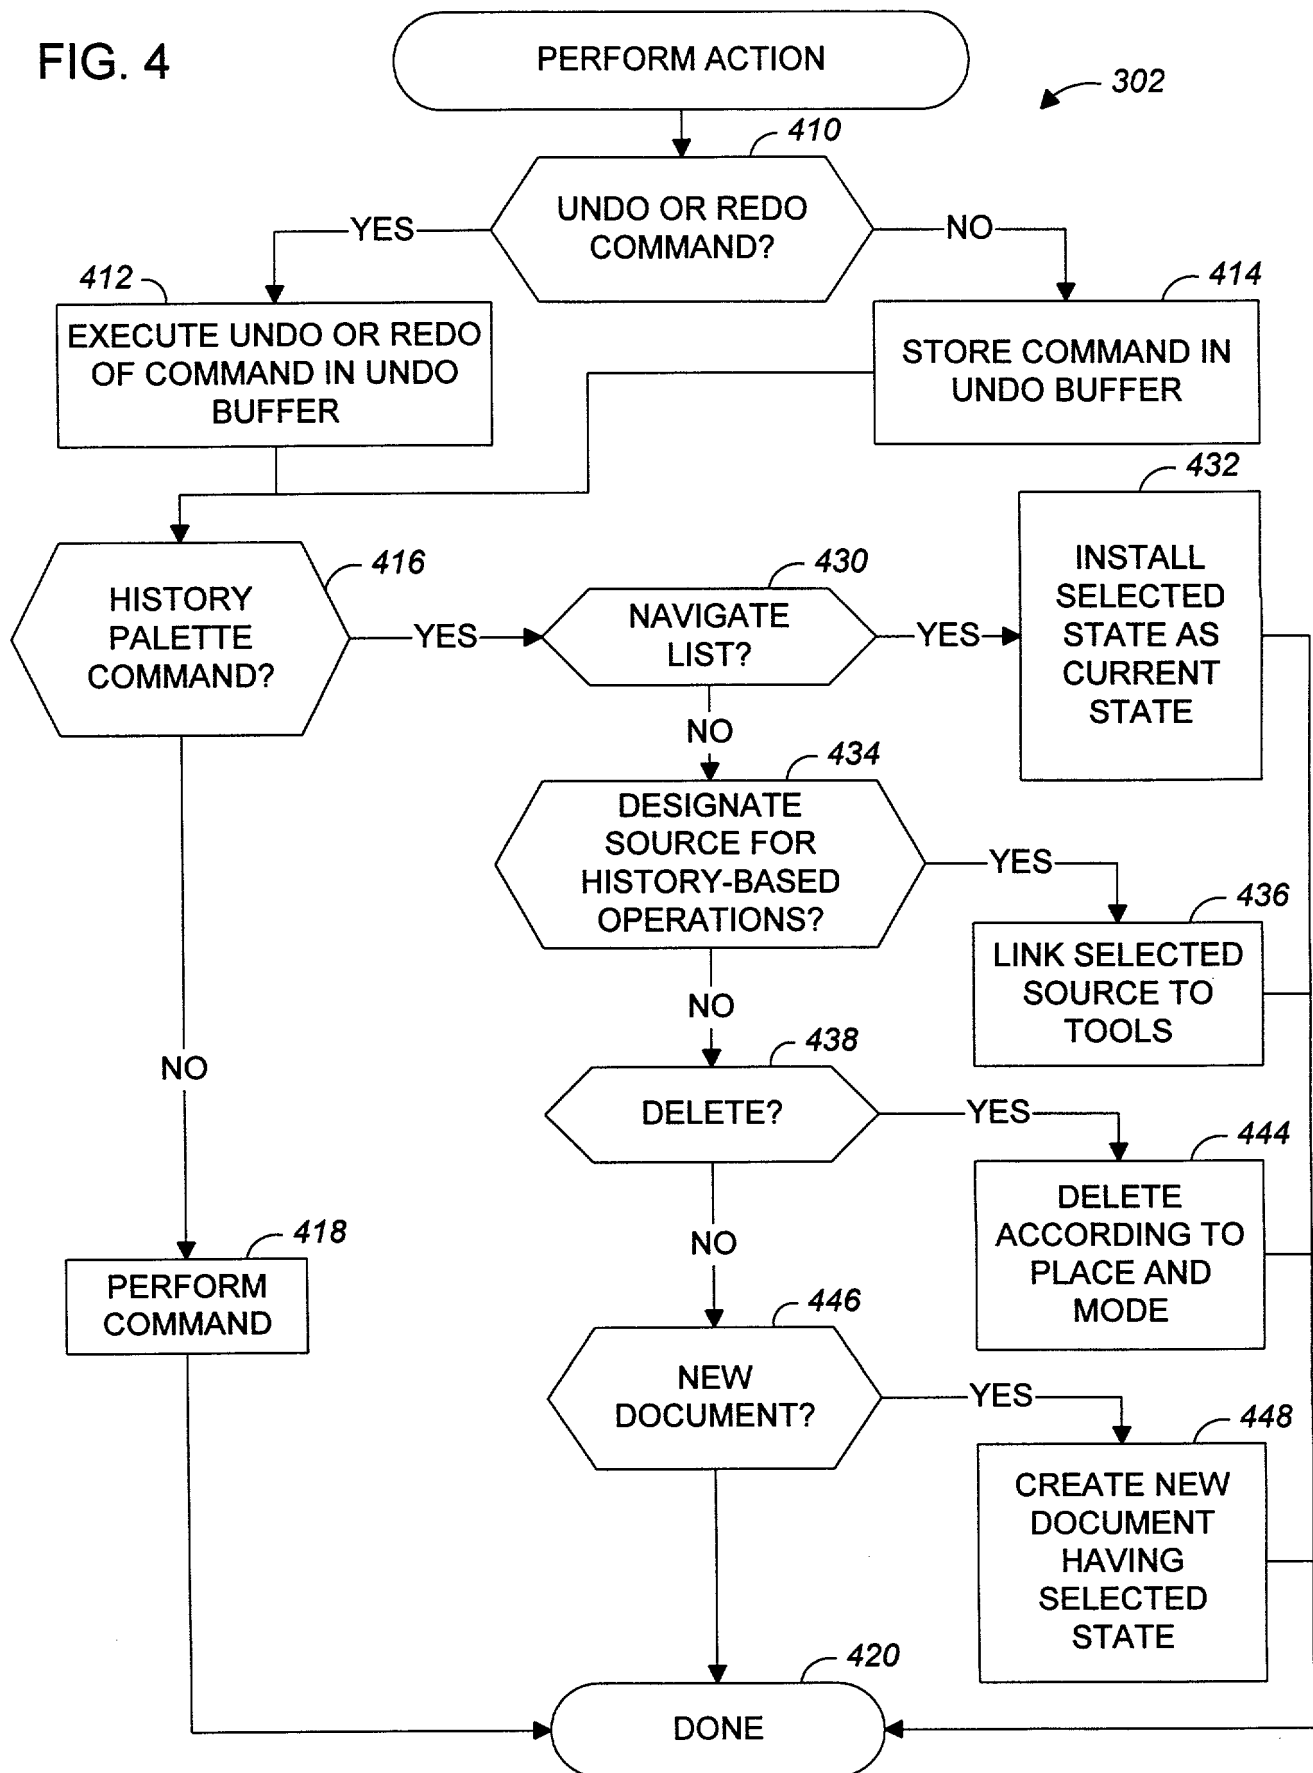 FIG. 4
PERFORM ACTION
302
410
UNDO OR REDO
COMMAND?
YES
NO
412
EXECUTE UNDO OR REDO
OF COMMAND IN UNDO
BUFFER
414
STORE COMMAND IN
UNDO BUFFER
416
HISTORY
PALETTE
COMMAND?
YES
430
NAVIGATE
LIST?
YES
432
INSTALL
SELECTED
STATE AS
CURRENT
STATE
NO
434
DESIGNATE
SOURCE FOR
HISTORY-BASED
OPERATIONS?
YES
436
LINK SELECTED
SOURCE TO
TOOLS
NO
NO
438
DELETE?
YES
444
DELETE
ACCORDING TO
PLACE AND
MODE
NO
418
PERFORM
COMMAND
446
NEW
DOCUMENT?
YES
448
CREATE NEW
DOCUMENT
HAVING
SELECTED
STATE
420
DONE